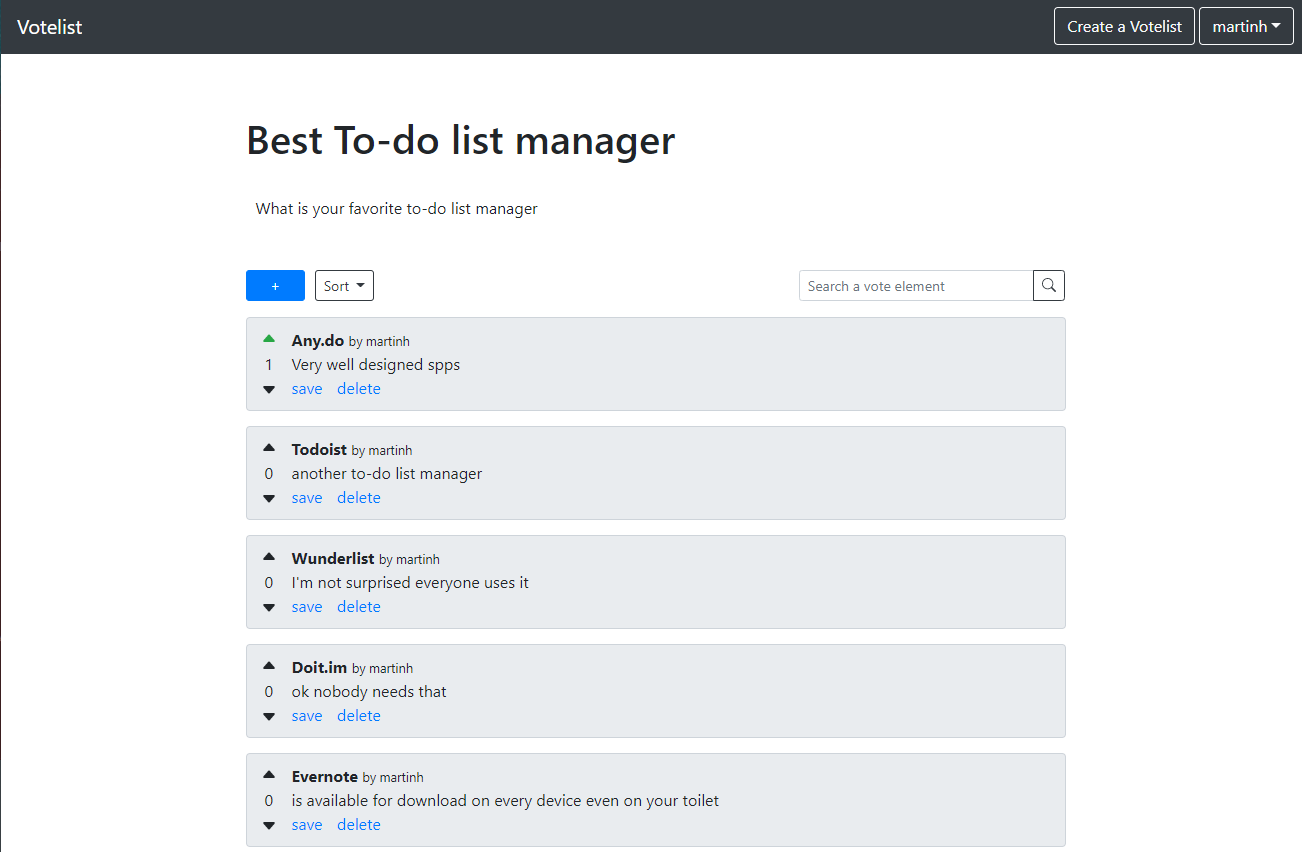 Votelist
Create a Votelist
martinh
Best To-do list manager
What is your favorite to-do list manager
+
Sort
Search a vote element
Any.do by martinh
1
Very well designed spps
save delete
Todoist by martinh
0
another to-do list manager
save delete
Wunderlist by martinh
0
I'm not surprised everyone uses it
save delete
Doit.im by martinh
0
ok nobody needs that
save delete
Evernote by martinh
0
is available for download on every device even on your toilet
save delete